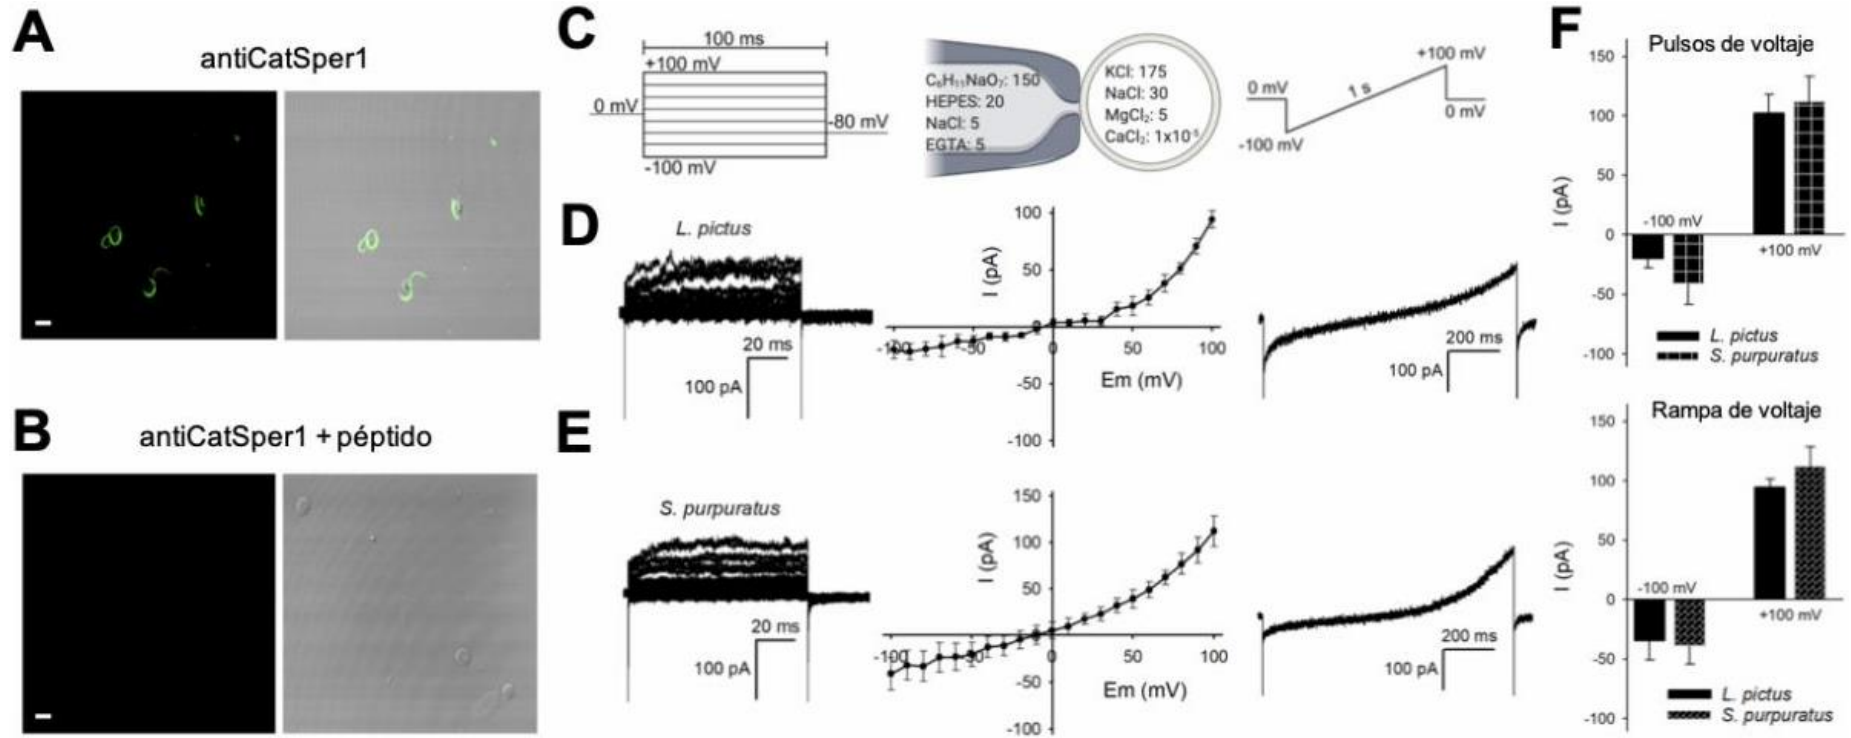 A
antiCatSper1
B
antiCatSper1 + péptido
C
100 ms
+100 mV
0 mV
-80 mV
-100 mV
C₆H₁₁NaO₇: 150
HEPES: 20
NaCl: 5
EGTA: 5
KCl: 175
NaCl: 30
MgCl₂: 5
CaCl₂: 1x10⁻⁵
+100 mV
0 mV
1 s
0 mV
-100 mV
D
L. pictus
20 ms
100 pA
I (pA)
100
50
-100
-50
0
50
100
Em (mV)
-50
-100
200 ms
100 pA
E
S. purpuratus
20 ms
100 pA
I (pA)
150
100
50
-100
-50
0
50
100
Em (mV)
-50
-100
200 ms
100 pA
F
Pulsos de voltaje
I (pA)
150
100
50
0
-50
-100
-100 mV
+100 mV
L. pictus
S. purpuratus
Rampa de voltaje
I (pA)
150
100
50
0
-50
-100
-100 mV
+100 mV
L. pictus
S. purpuratus